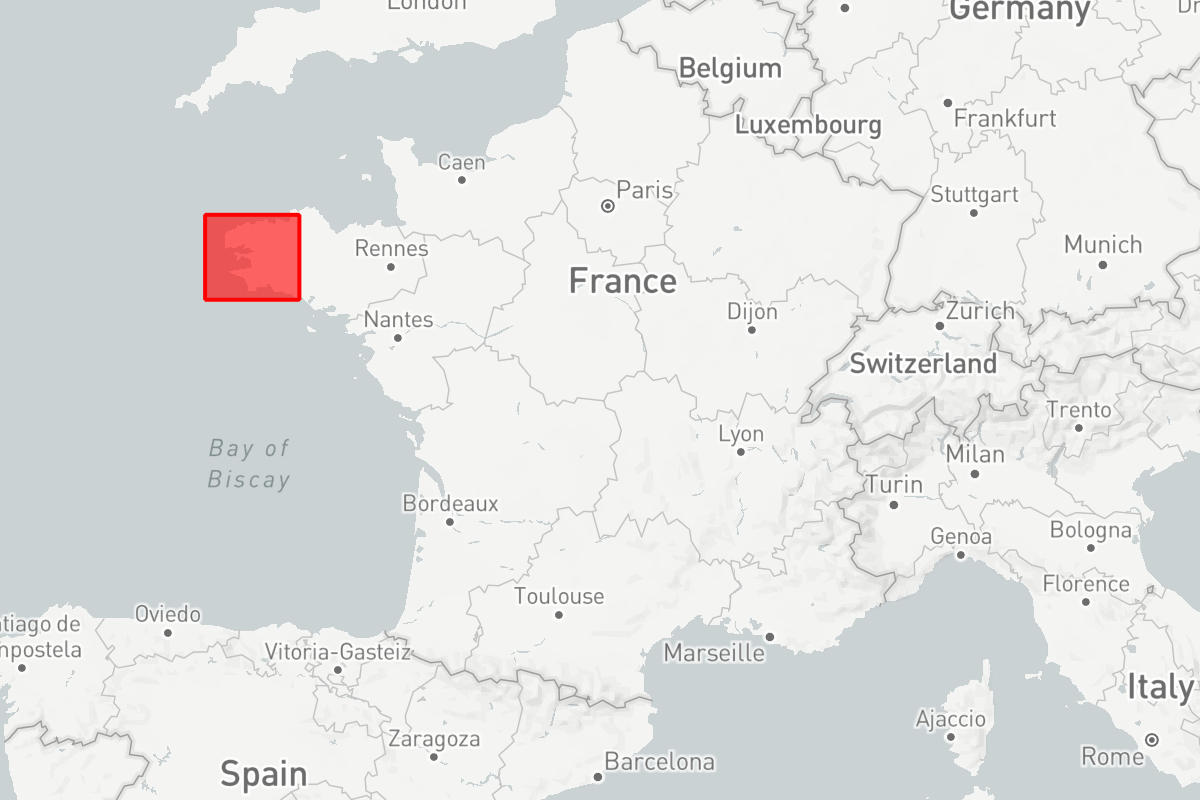 London
Germany
Belgium
Luxembourg
Frankfurt
Caen
Paris
Stuttgart
Rennes
Munich
France
Nantes
Dijon
Zurich
Switzerland
Trento
Lyon
Milan
Bay of
Biscay
Turin
Bordeaux
Genoa
Bologna
Toulouse
Florence
Oviedo
tiago de
mpostela
Vitoria-Gasteiz
Marseille
Italy
Ajaccio
Zaragoza
Rome
Spain
Barcelona